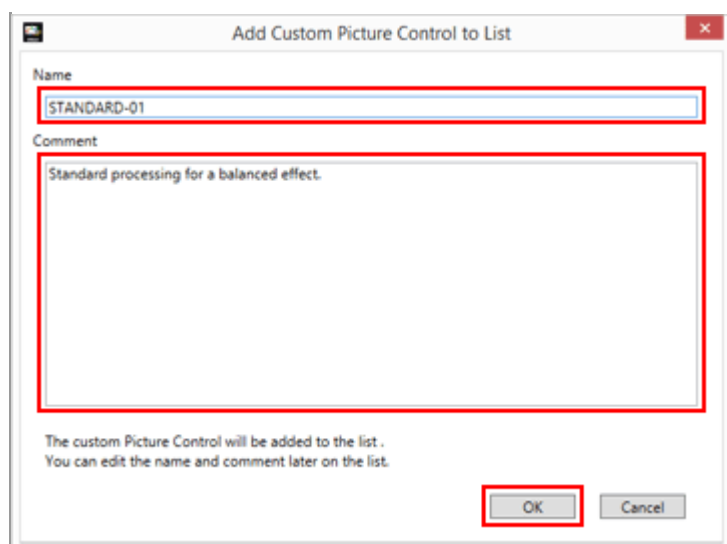 Add Custom Picture Control to List
Name
STANDARD-01
Comment
Standard processing for a balanced effect.
The custom Picture Control will be added to the list .
You can edit the name and comment later on the list.
OK Cancel